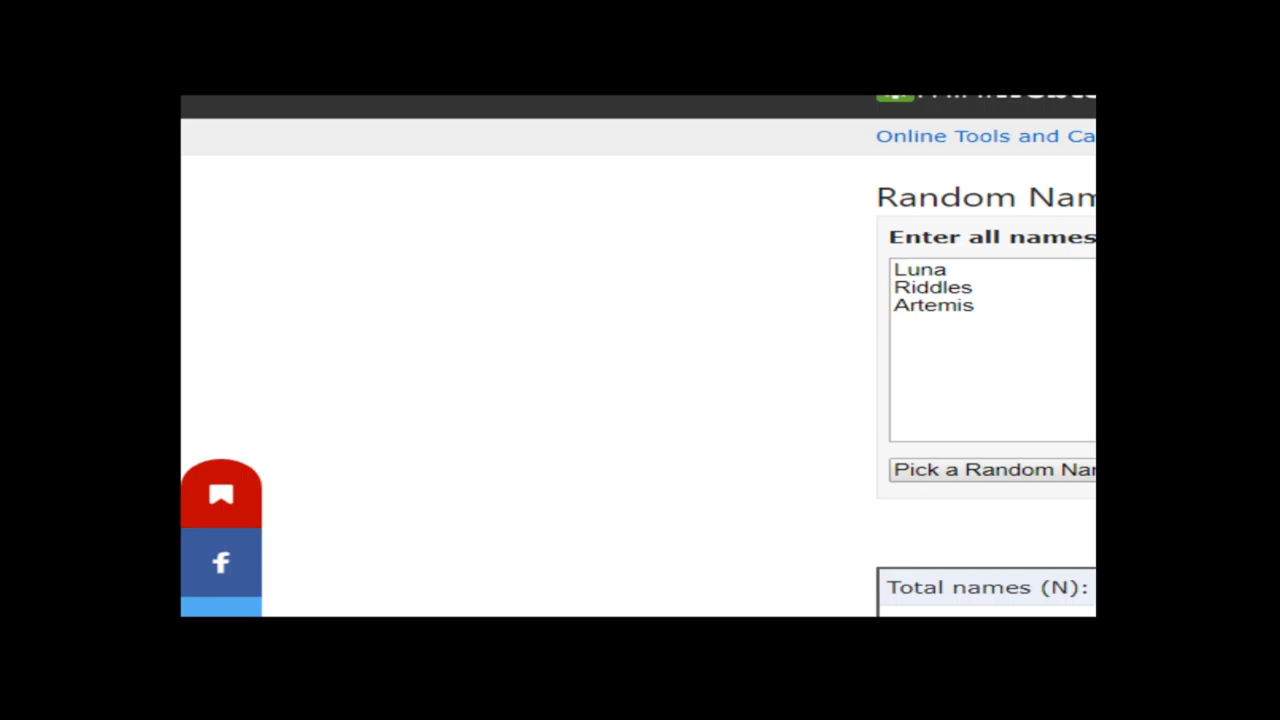 Online Tools and Ca
Random Nam
Enter all names
Luna
Riddles
Artemis
Pick a Random Nar
f
Total names (N):